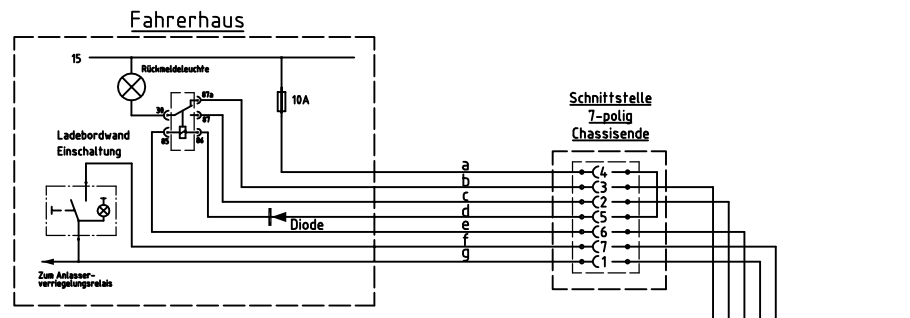 Fahrerhaus
15
Rückmeldeleuchte
87a
30
87
85
86
10A
Ladebordwand
Einschaltung
Schnittstelle
7-polig
Chassisende
a
4
b
3
c
2
d
5
Diode
e
6
f
7
g
1
Zum Anlasser-
verriegelungsrelais